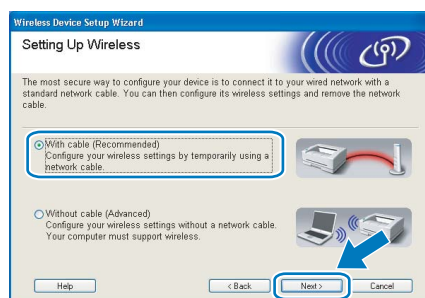 Wireless Device Setup Wizard
Setting Up Wireless
The most secure way to configure your device is to connect it to your wired network with a
standard network cable. You can then configure its wireless settings and remove the network
cable.
With cable (Recommended)
Configure your wireless settings by temporarily using a
network cable.
Without cable (Advanced)
Configure your wireless settings without a network cable.
Your computer must support wireless.
Help
< Back
Next >
Cancel